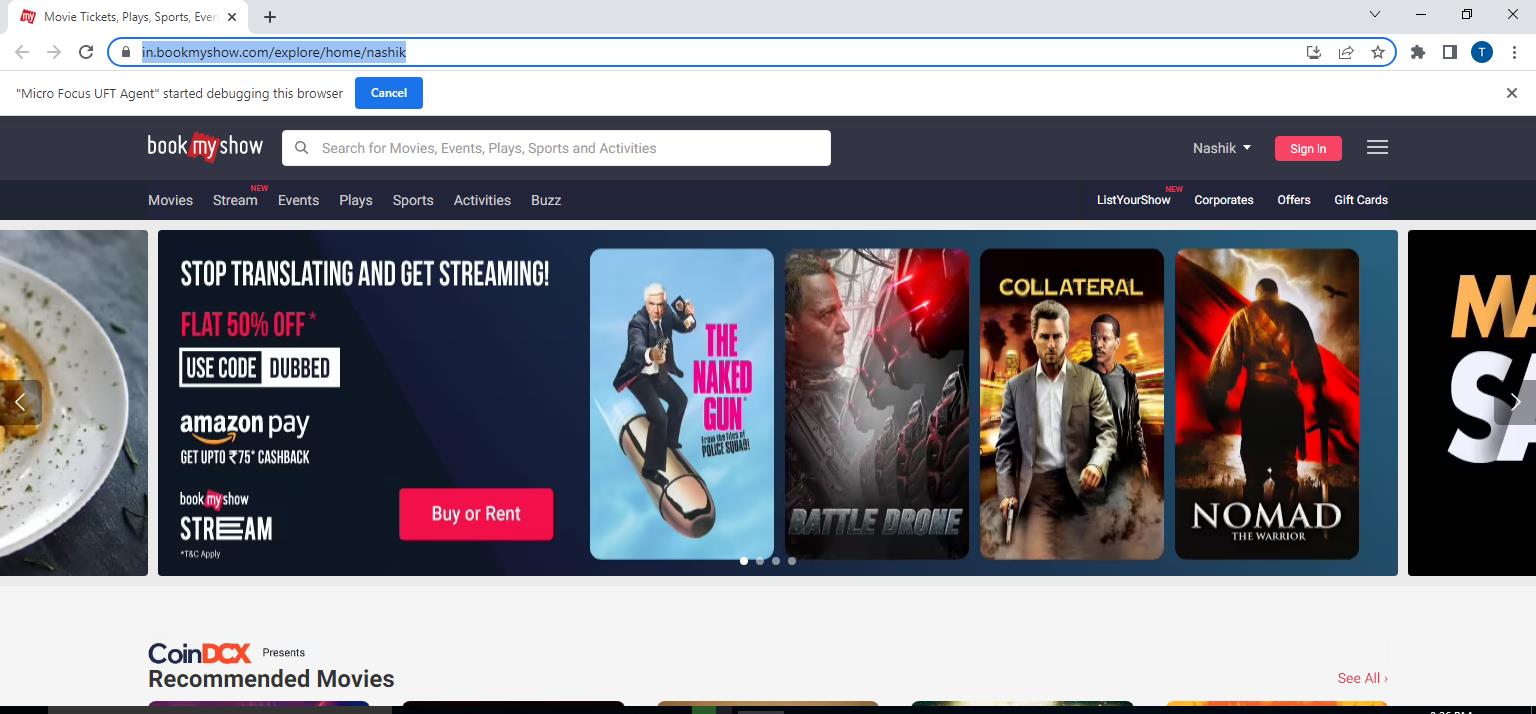 Movie Tickets, Plays, Sports, Even
in.bookmyshow.com/explore/home/nashik
T
"Micro Focus UFT Agent" started debugging this browser
Cancel
book my show
Search for Movies, Events, Plays, Sports and Activities
Nashik
Sign in
Movies
Stream
NEW
Events
Plays
Sports
Activities
Buzz
ListYourShow
NEW
Corporates
Offers
Gift Cards
STOP TRANSLATING AND GET STREAMING!
FLAT 50% OFF*
USE CODE DUBBED
amazon pay
GET UPTO ₹75* CASHBACK
book my show
STREAM
*T&C Apply
Buy or Rent
THE
NAKED
GUN
From the files of
POLICE SQUAD!
BATTLE DRONE
COLLATERAL
NOMAD
THE WARRIOR
CoinDCX Presents
Recommended Movies
See All ›